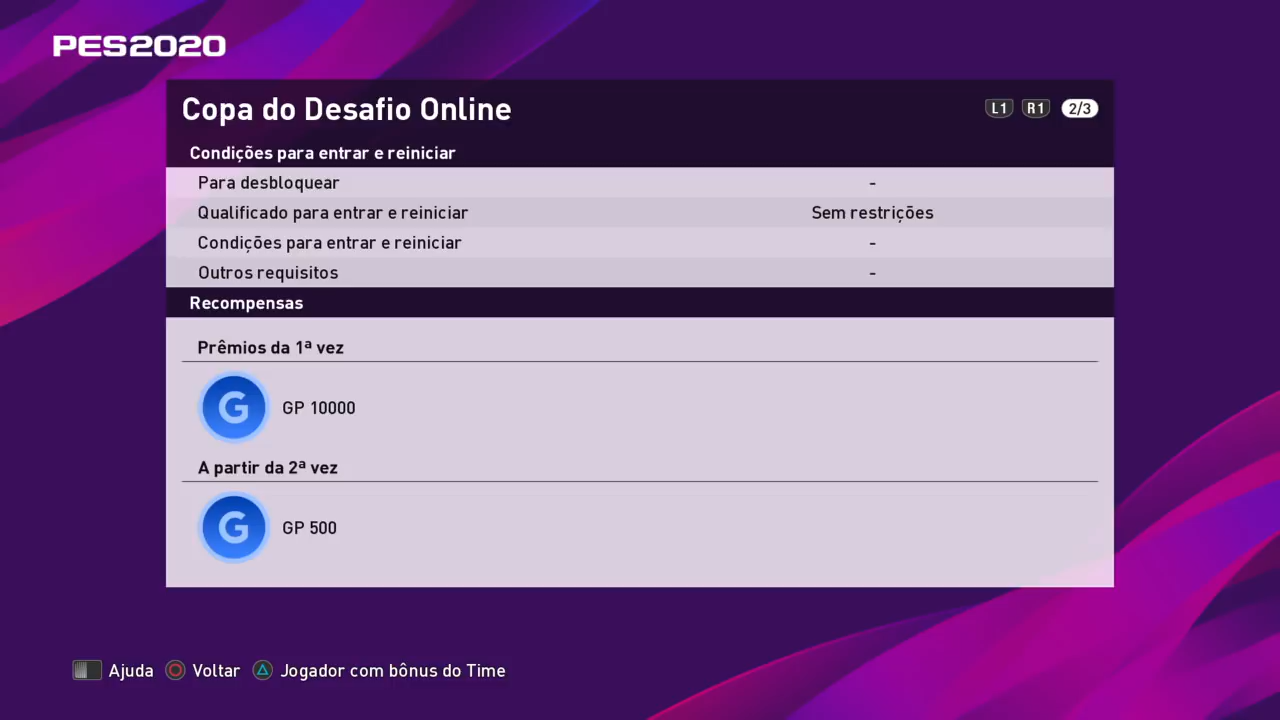 PES2020
Copa do Desafio Online
L1 R1 2/3
Condições para entrar e reiniciar
Para desbloquear -
Qualificado para entrar e reiniciar Sem restrições
Condições para entrar e reiniciar -
Outros requisitos -
Recompensas
Prêmios da 1ª vez
G GP 10000
A partir da 2ª vez
G GP 500
Ajuda Voltar Jogador com bônus do Time